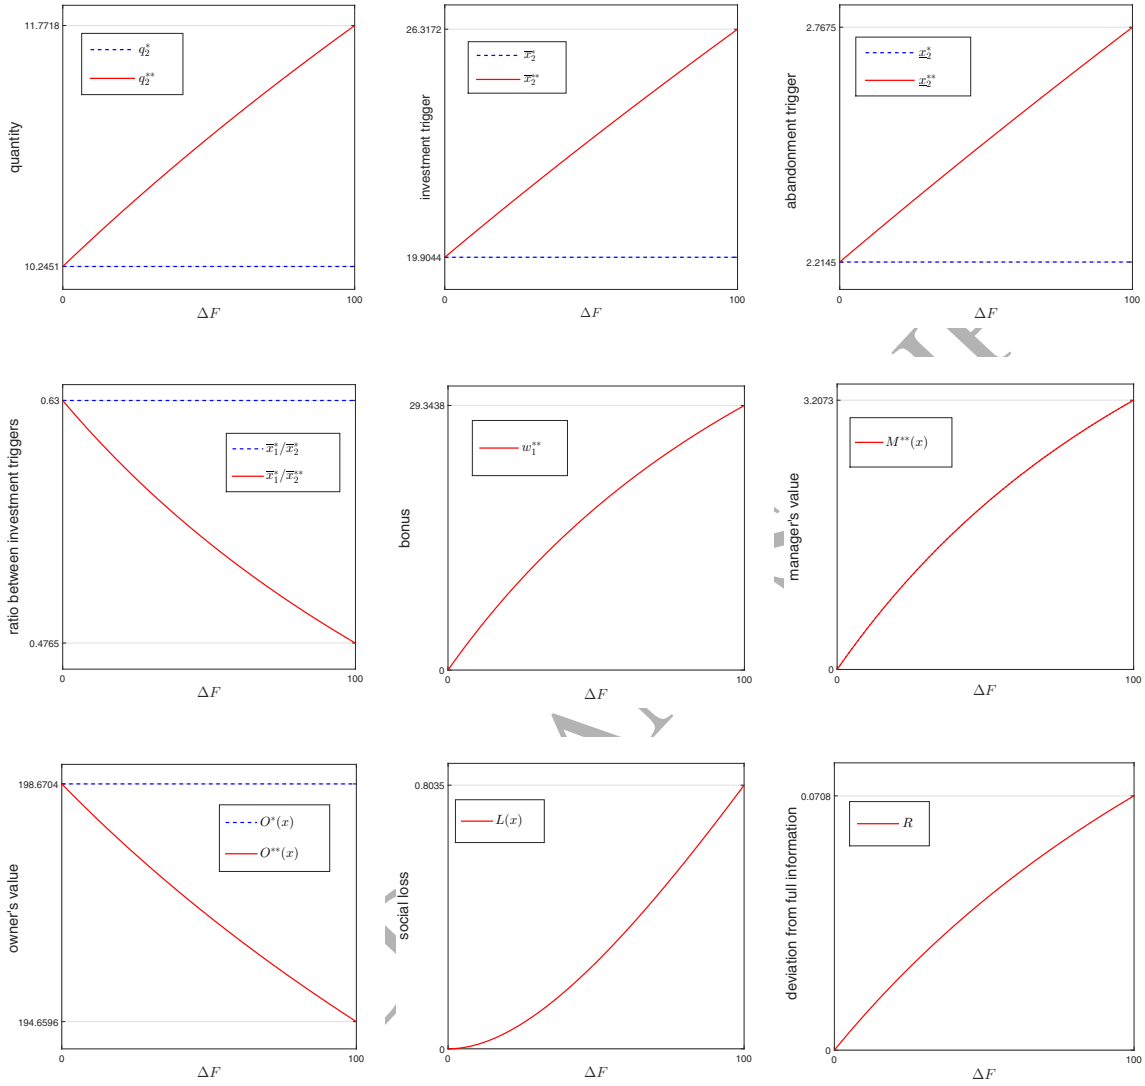 11.7718
q₂*
q₂**
quantity
10.2451
0
100
ΔF
26.3172
x̄₂*
x̄₂**
investment trigger
19.9044
0
100
ΔF
2.7675
x̲₂*
x̲₂**
abandonment trigger
2.2145
0
100
ΔF
0.63
x̄₁*/x̄₂*
x̄₁*/x̄₂**
ratio between investment triggers
0.4765
0
100
ΔF
29.3438
w₁**
bonus
0
0
100
ΔF
3.2073
M**(x)
manager's value
0
0
100
ΔF
198.6704
O*(x)
O**(x)
owner's value
194.6596
0
100
ΔF
0.8035
L(x)
social loss
0
0
100
ΔF
0.0708
R
deviation from full information
0
0
100
ΔF